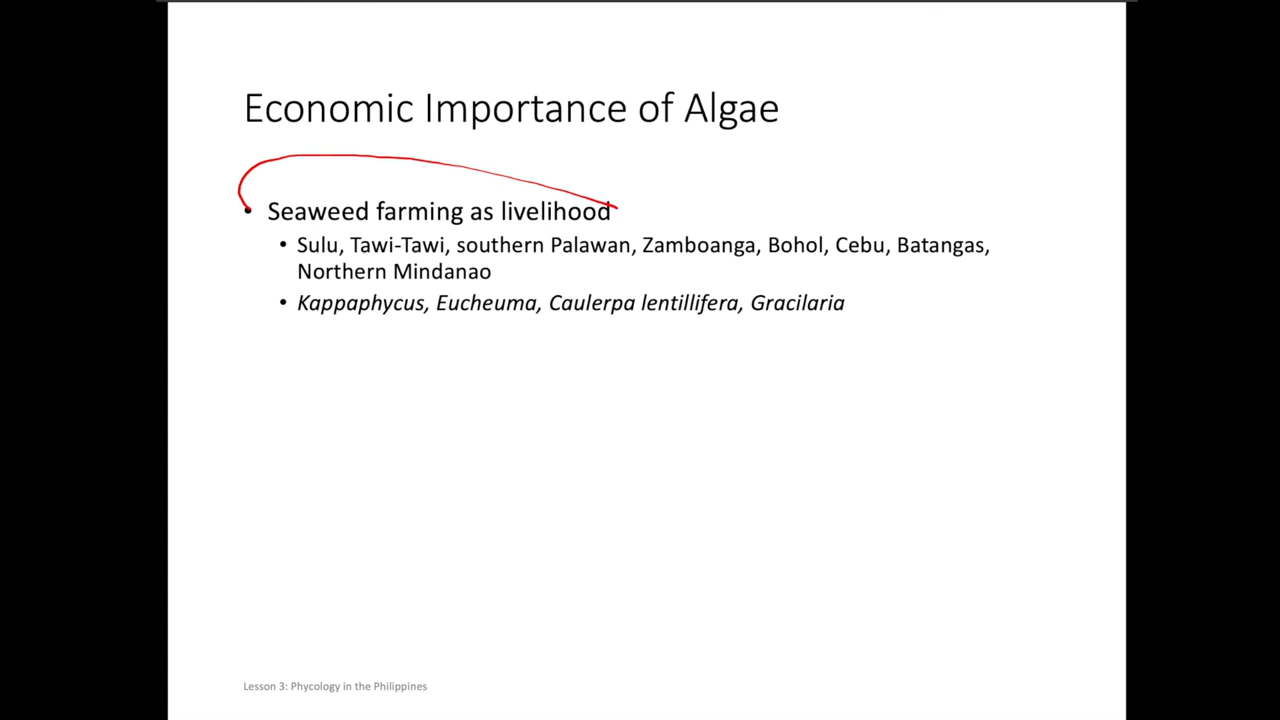 Economic Importance of Algae
• Seaweed farming as livelihood
• Sulu, Tawi-Tawi, southern Palawan, Zamboanga, Bohol, Cebu, Batangas,
Northern Mindanao
• Kappaphycus, Eucheuma, Caulerpa lentillifera, Gracilaria
Lesson 3: Phycology in the Philippines